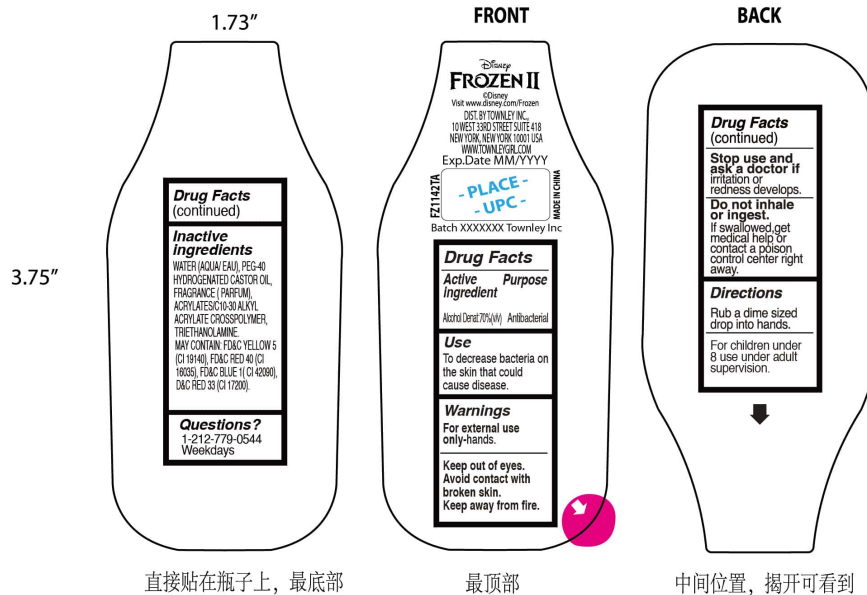 1.73”
3.75”
Drug Facts
(continued)
Inactive
ingredients
WATER (AQUA/ EAU), PEG-40
HYDROGENATED CASTOR OIL,
FRAGRANCE ( PARFUM),
ACRYLATES/C10-30 ALKYL
ACRYLATE CROSSPOLYMER,
TRIETHANOLAMINE.
MAY CONTAIN: FD&C YELLOW 5
(CI 19140), FD&C RED 40 (CI
16035), FD&C BLUE 1( CI 42090),
D&C RED 33 (CI 17200).
Questions?
1-212-779-0544
Weekdays
直接贴在瓶子上，最底部
FRONT
Disney
FROZEN II
©Disney
Visit www.disney.com/Frozen
DIST. BY TOWNLEY INC.,
10 WEST 33RD STREET SUITE 418
NEW YORK, NEW YORK 10001 USA
WWW.TOWNLEYGIRL.COM
Exp.Date MM/YYYY
FZ1142TA
- PLACE -
- UPC -
MADE IN CHINA
Batch XXXXXXX Townley Inc
Drug Facts
Active Purpose
ingredient
Alcohol Denat 70%(v/v) Antibacterial
Use
To decrease bacteria on
the skin that could
cause disease.
Warnings
For external use
only-hands.
Keep out of eyes.
Avoid contact with
broken skin.
Keep away from fire.
最顶部
BACK
Drug Facts
(continued)
Stop use and
ask a doctor if
irritation or
redness develops.
Do not inhale
or ingest.
If swallowed,get
medical help or
contact a poison
control center right
away.
Directions
Rub a dime sized
drop into hands.
For children under
8 use under adult
supervision.
中间位置，揭开可看到